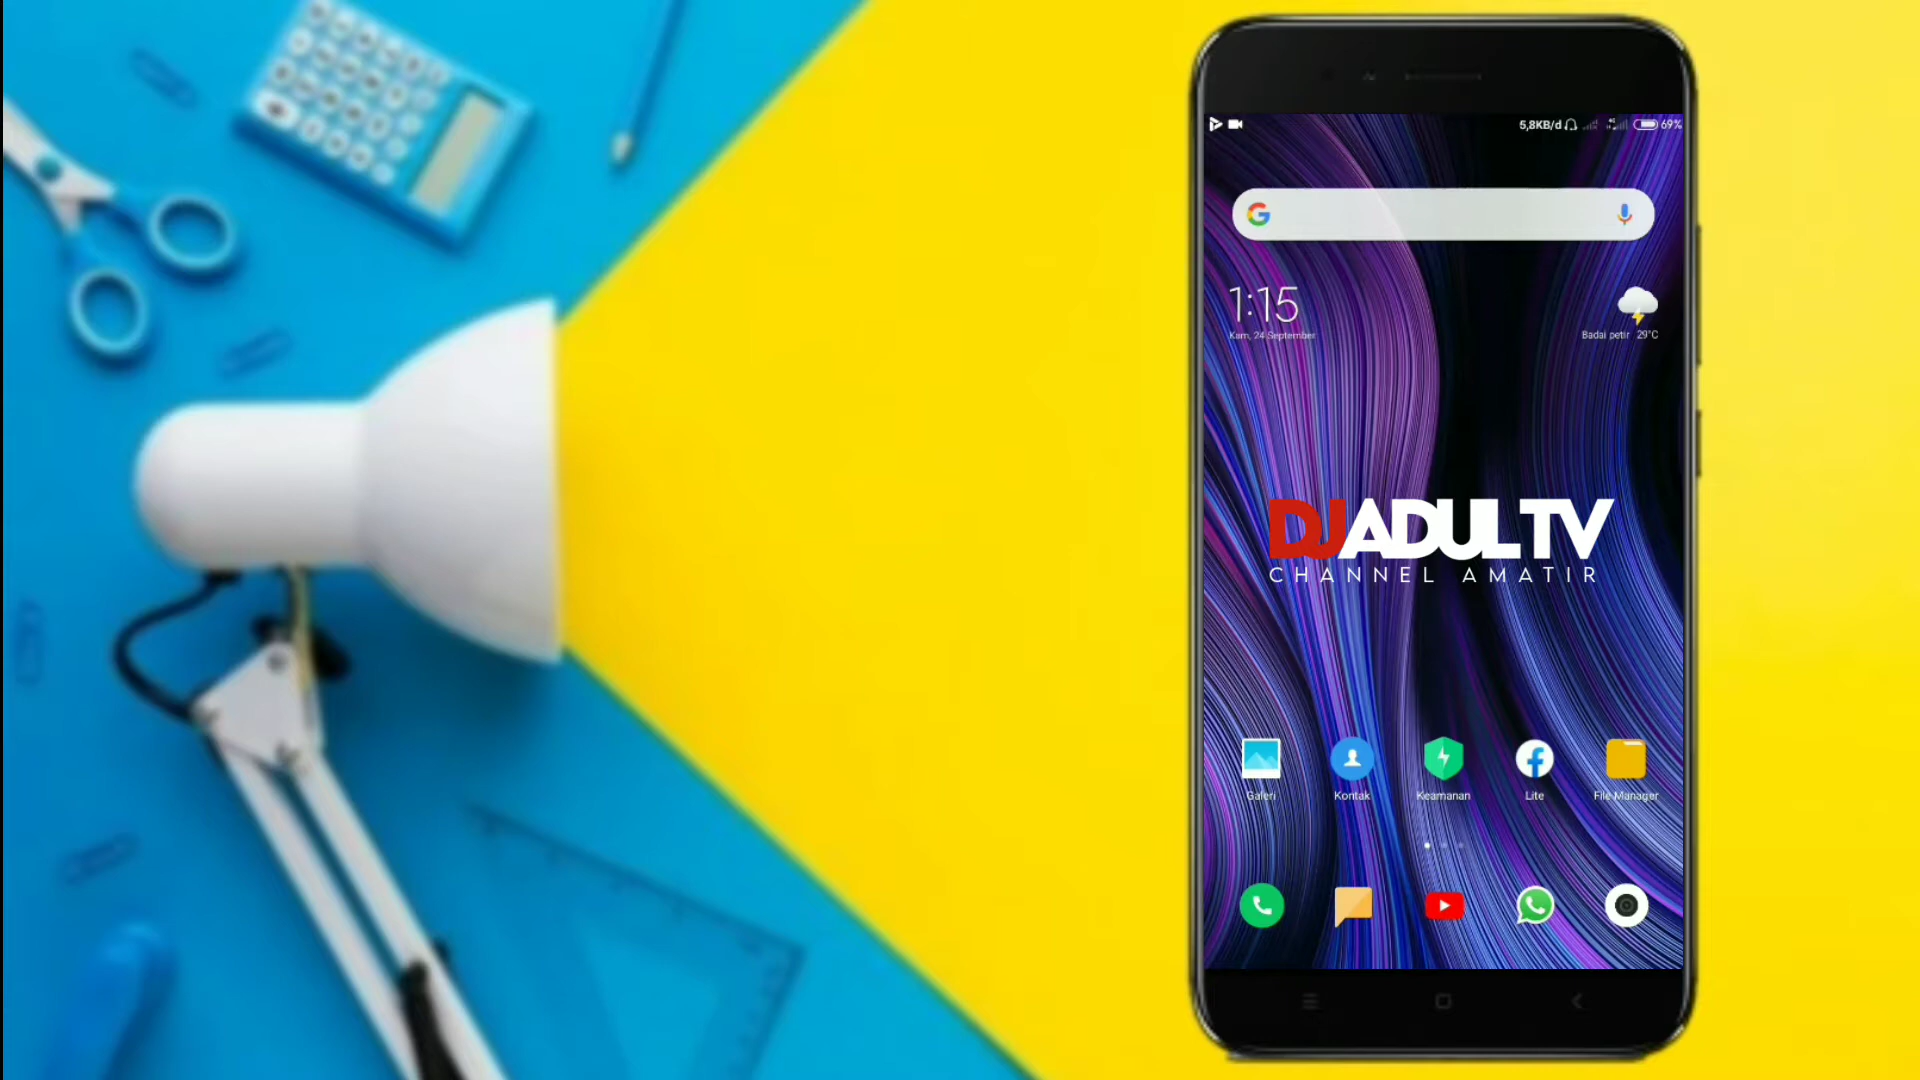 5,8KB/d 4G 69%
1:15
Kam, 24 September
Badai petir 29°C
DJADULTV
CHANNEL AMATIR
Galeri Kontak Keamanan Lite File Manager